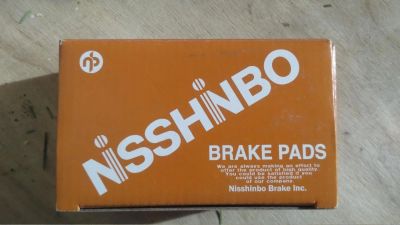 NiSSHiNBO
BRAKE PADS
We are always making an effort to
offer the product of high quality.
You could be satisfied if you
could use the product
of our company.
Nisshinbo Brake Inc.